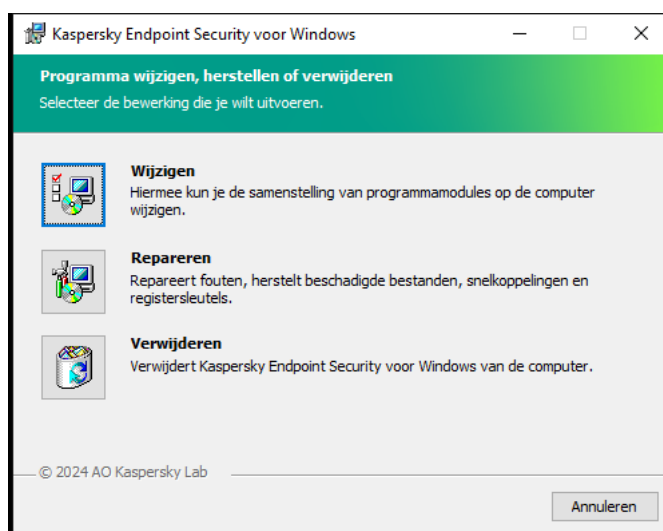 Kaspersky Endpoint Security voor Windows
Programma wijzigen, herstellen of verwijderen
Selecteer de bewerking die je wilt uitvoeren.
Wijzigen
Hiermee kun je de samenstelling van programmamodules op de computer
wijzigen.
Repareren
Repareert fouten, herstelt beschadigde bestanden, snelkoppelingen en
registersleutels.
Verwijderen
Verwijdert Kaspersky Endpoint Security voor Windows van de computer.
© 2024 AO Kaspersky Lab
Annuleren